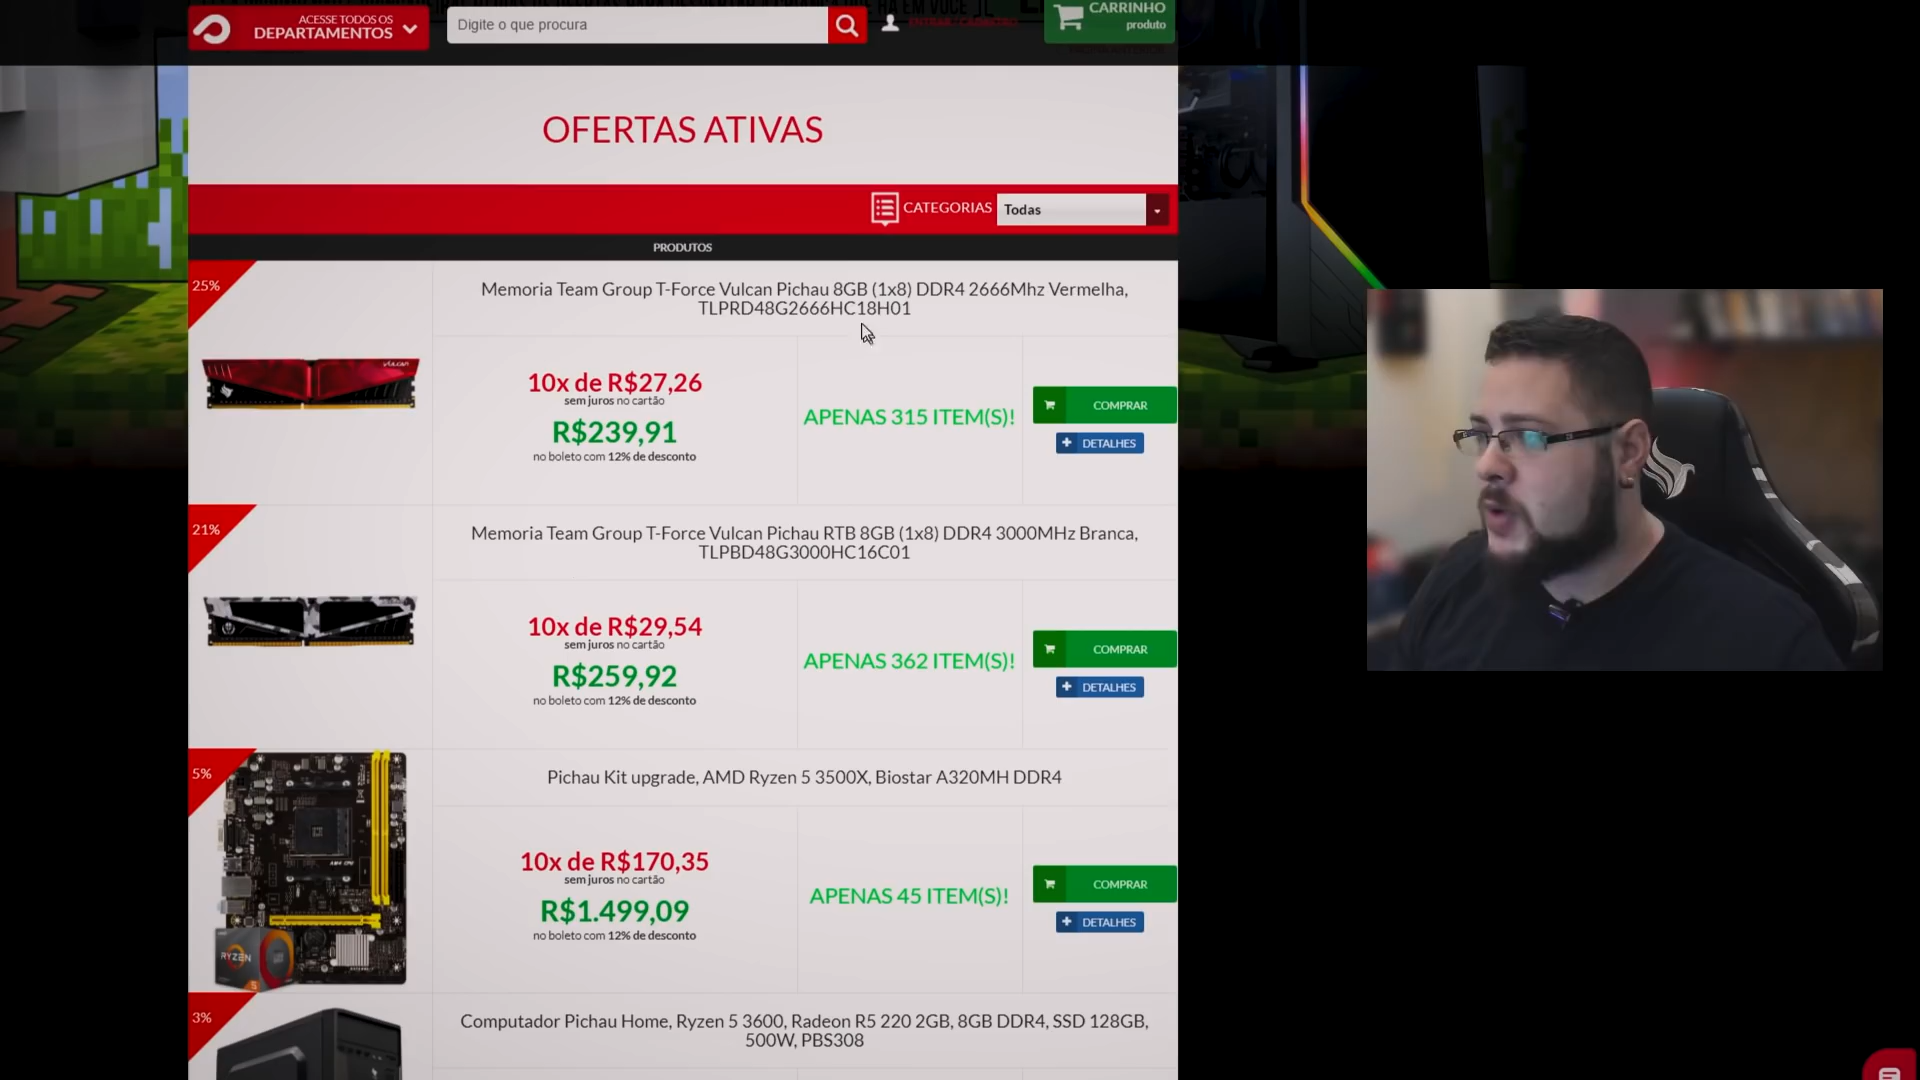 ACESSE TODOS OS
DEPARTAMENTOS
Digite o que procura
ENTRAR / CADASTRO
CARRINHO
produto
OFERTAS ATIVAS
CATEGORIAS
Todas
PRODUTOS
25%
Memoria Team Group T-Force Vulcan Pichau 8GB (1x8) DDR4 2666Mhz Vermelha,
TLPRD48G2666HC18H01
VULCAN
10x de R$27,26
sem juros no cartão
R$239,91
no boleto com 12% de desconto
APENAS 315 ITEM(S)!
COMPRAR
DETALHES
21%
Memoria Team Group T-Force Vulcan Pichau RTB 8GB (1x8) DDR4 3000MHz Branca,
TLPBD48G3000HC16C01
10x de R$29,54
sem juros no cartão
R$259,92
no boleto com 12% de desconto
APENAS 362 ITEM(S)!
COMPRAR
DETALHES
5%
Pichau Kit upgrade, AMD Ryzen 5 3500X, Biostar A320MH DDR4
RYZEN
5
10x de R$170,35
sem juros no cartão
R$1.499,09
no boleto com 12% de desconto
APENAS 45 ITEM(S)!
COMPRAR
DETALHES
3%
Computador Pichau Home, Ryzen 5 3600, Radeon R5 220 2GB, 8GB DDR4, SSD 128GB,
500W, PBS308